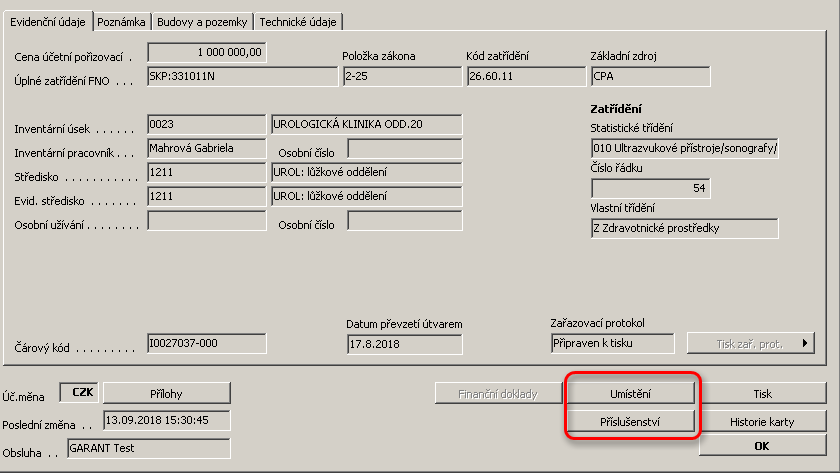 Evidenční údaje Poznámka Budovy a pozemky Technické údaje
Cena účetní pořizovací . 1 000 000,00 Položka zákona Kód zatřídění Základní zdroj
Úplné zatřídění FNO . . . SKP:331011N 2-25 26.60.11 CPA
Zatřídění
Inventární úsek . . . . . . 0023 UROLOGICKÁ KLINIKA ODD.20 Statistické třídění
Inventární pracovník . . . Mahrová Gabriela Osobní číslo 010 Ultrazvukové přístroje/sonografy/
Středisko . . . . . . . . . . . 1211 UROL: lůžkové oddělení Číslo řádku
54
Evid. středisko . . . . . . . 1211 UROL: lůžkové oddělení
Vlastní třídění
Osobní užívání . . . . . . . . Osobní číslo Z Zdravotnické prostředky
Datum převzetí útvarem Zařazovací protokol
Čárový kód . . . . . . . . . I0027037-000 17.8.2018 Připraven k tisku Tisk zař. prot.
Úč.měna CZK Přílohy Finanční doklady Umístění Tisk
Poslední změna . . 13.09.2018 15:30:45 Příslušenství Historie karty
Obsluha . . GARANT Test OK